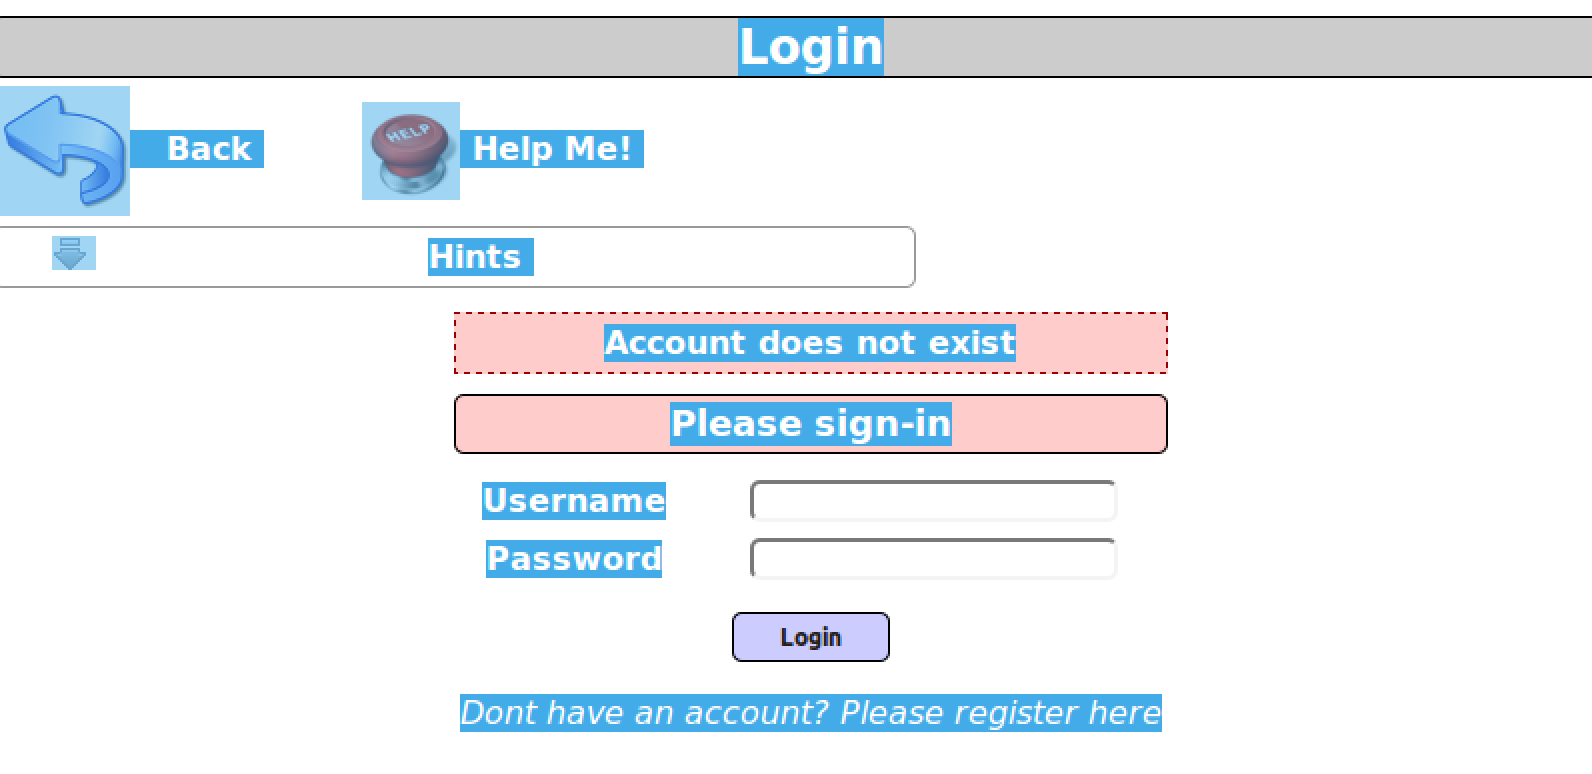 Login
Back
HELP
Help Me!
Hints
Account does not exist
Please sign-in
Username
Password
Login
Dont have an account? Please register here